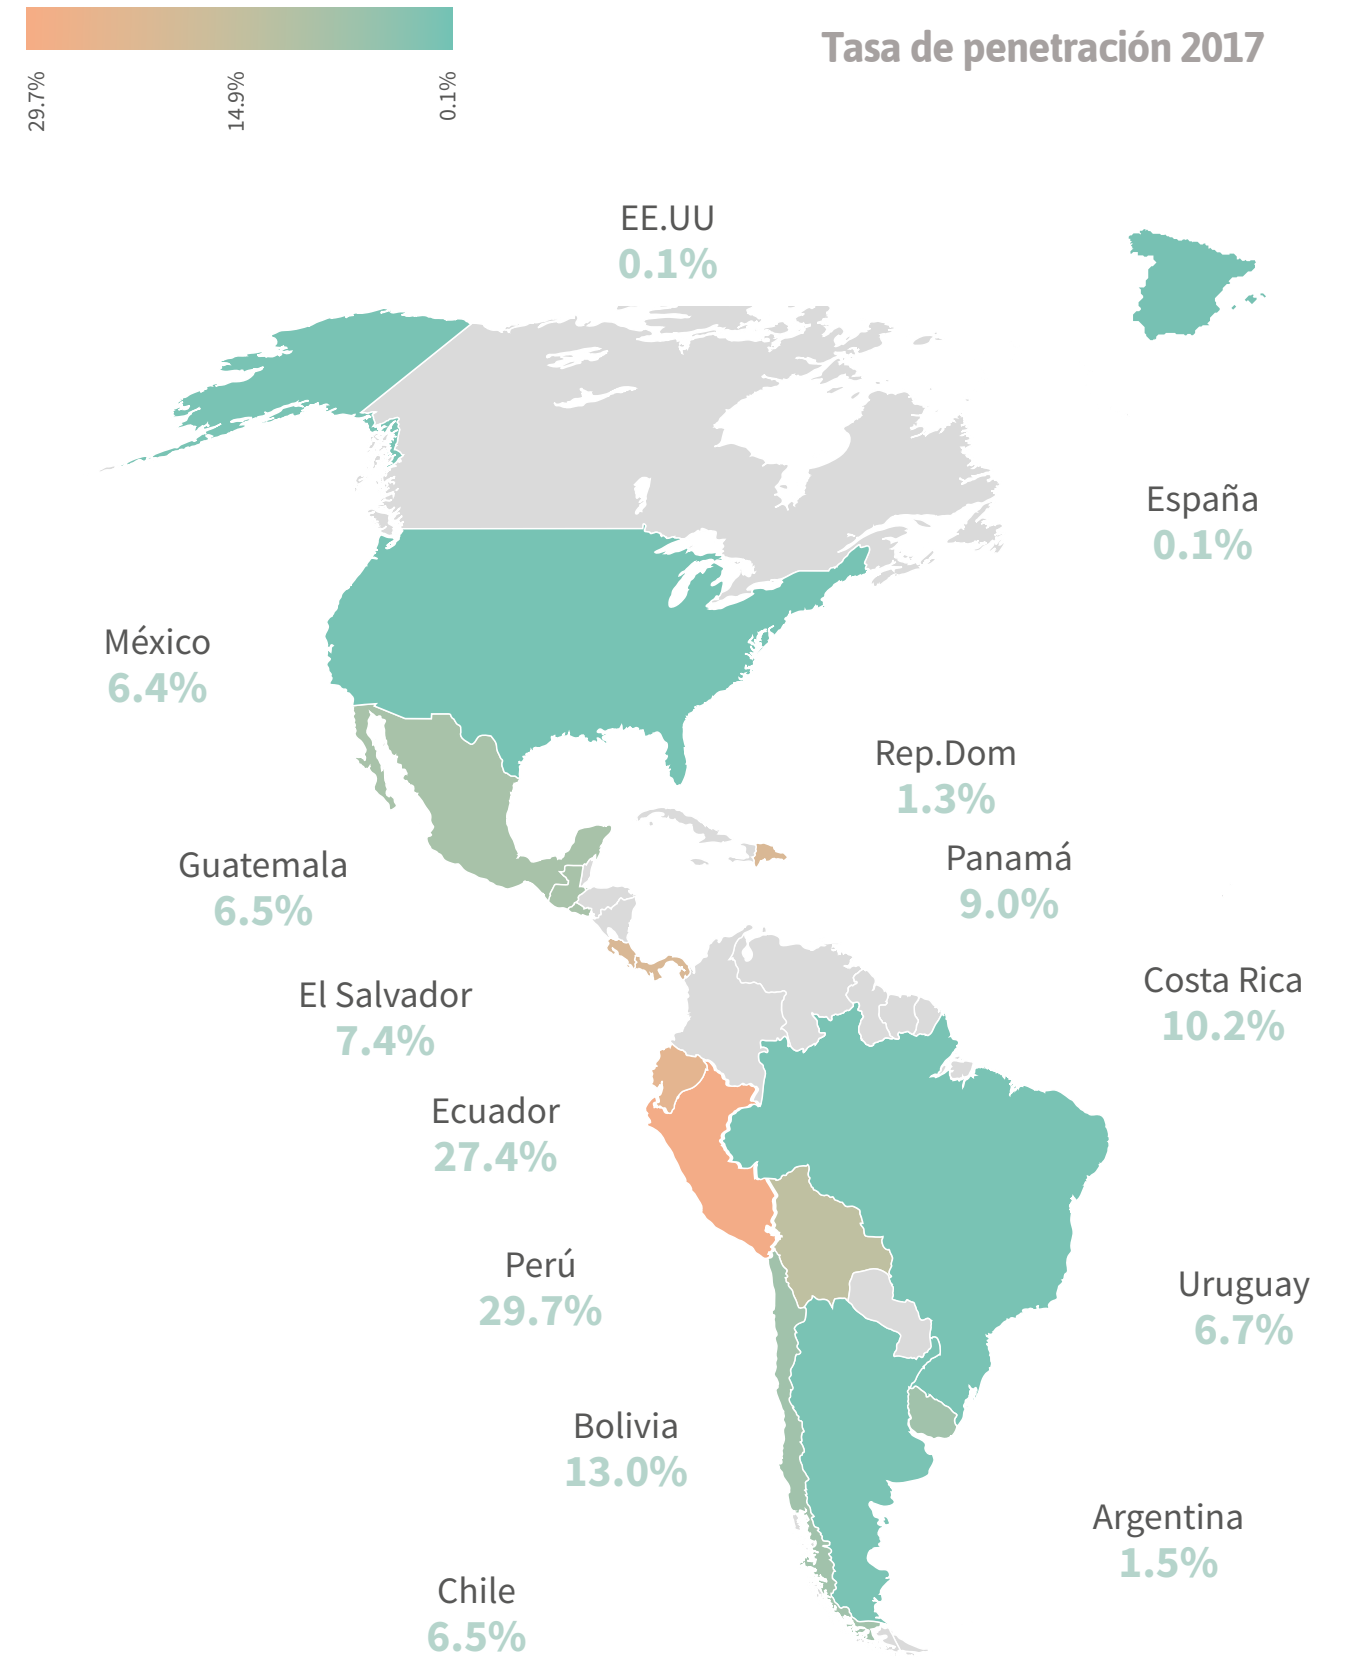 Tasa de penetración 2017
29.7%
14.9%
0.1%
EE.UU
0.1%
España
0.1%
México
6.4%
Rep.Dom
1.3%
Guatemala
6.5%
Panamá
9.0%
El Salvador
7.4%
Costa Rica
10.2%
Ecuador
27.4%
Perú
29.7%
Uruguay
6.7%
Bolivia
13.0%
Argentina
1.5%
Chile
6.5%